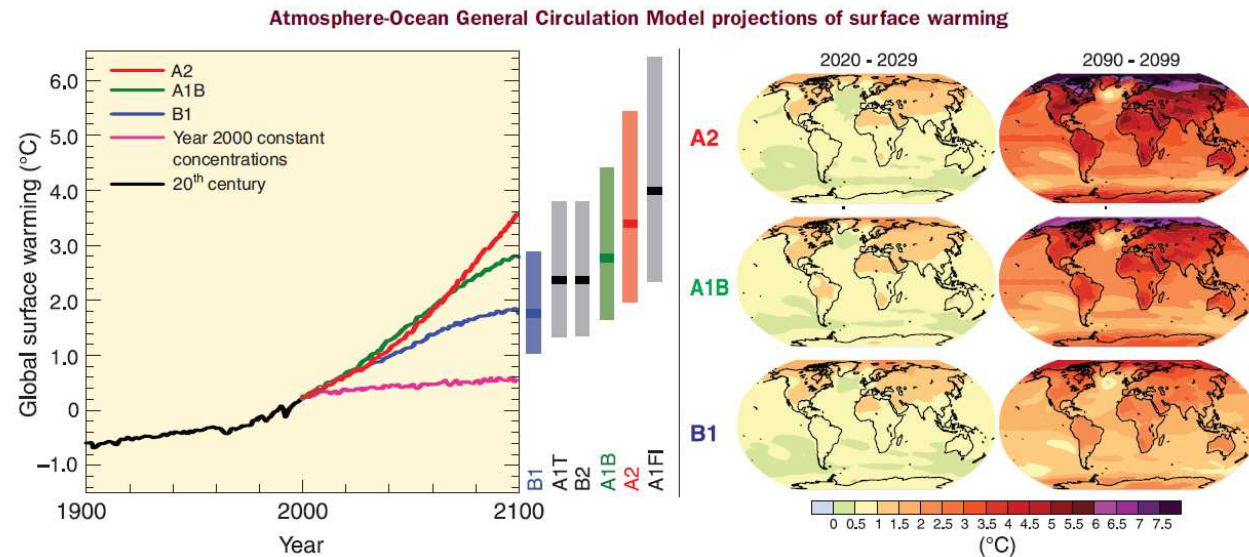 Atmosphere-Ocean General Circulation Model projections of surface warming
Global surface warming (°C)
6.0
5.0
4.0
3.0
2.0
1.0
0
–1.0
A2
A1B
B1
Year 2000 constant
concentrations
20th century
1900
2000
2100
Year
B1
A1T
B2
A1B
A2
A1FI
2020 - 2029
2090 - 2099
A2
A1B
B1
0 0.5 1 1.5 2 2.5 3 3.5 4 4.5 5 5.5 6 6.5 7 7.5
(°C)